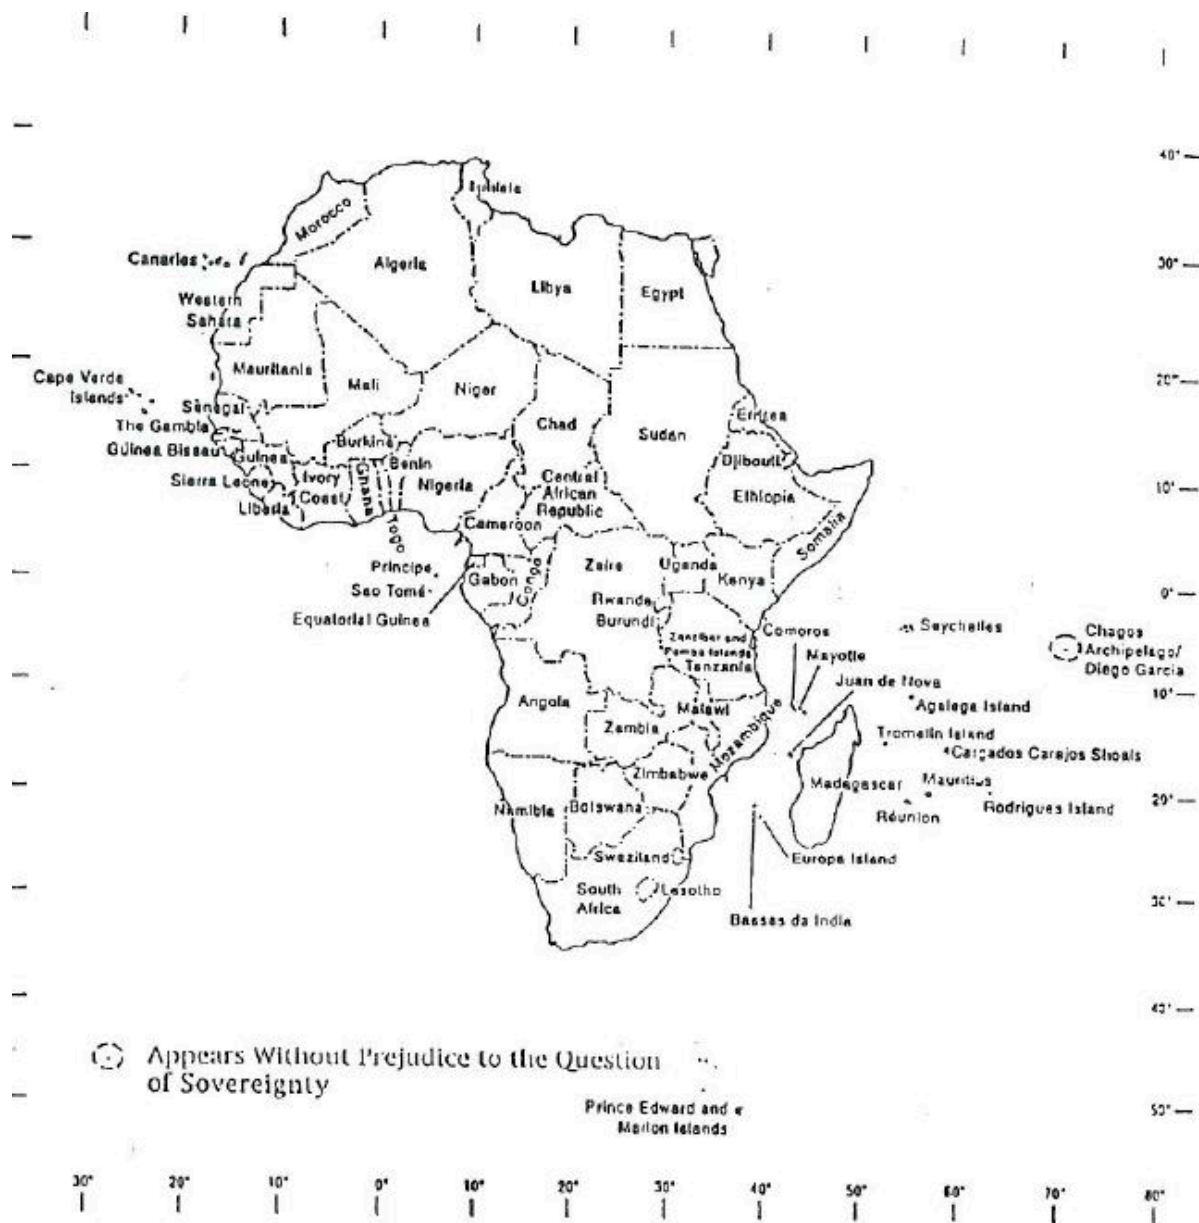 40°
Tunisia
Morocco
Canaries
Algeria
Libya
Egypt
30°
Western
Sahara
Mauritania
Mali
Niger
Chad
Sudan
Eritrea
20°
Cape Verde
Islands
Senegal
The Gambia
Guinea Bissau
Guinea
Burkina
Benin
Nigeria
Djibouti
Sierra Leone
Liberia
Ivory
Coast
Ghana
Togo
Central
African
Republic
Ethiopia
Somalia
10°
Cameroon
Principe
Sao Tomé
Equatorial Guinea
Gabon
Congo
Zaire
Uganda
Kenya
0°
Rwanda
Burundi
Zanzibar and
Pemba Islands
Tanzania
Comoros
Mayotte
Juan de Nova
Seychelles
Chagos
Archipelago/
Diego Garcia
10°
Agalega Island
Angola
Zambia
Malawi
Mozambique
Tromelin Island
Cargados Carajos Shoals
Zimbabwe
Madagascar
Mauritius
20°
Rodrigues Island
Réunion
Namibia
Botswana
Swaziland
Europa Island
South
Africa
Lesotho
Bassas da India
30°
40°
Appears Without Prejudice to the Question
of Sovereignty
Prince Edward and
Marion Islands
50°
30° 20° 10° 0° 10° 20° 30° 40° 50° 60° 70° 80°